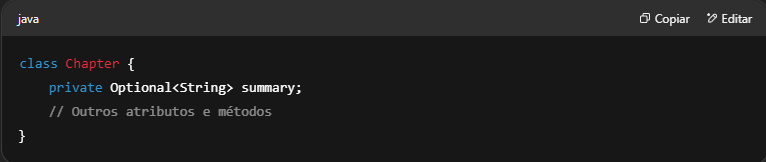 java
Copiar
Editar
class Chapter {
    private Optional<String> summary;
    // Outros atributos e métodos
}